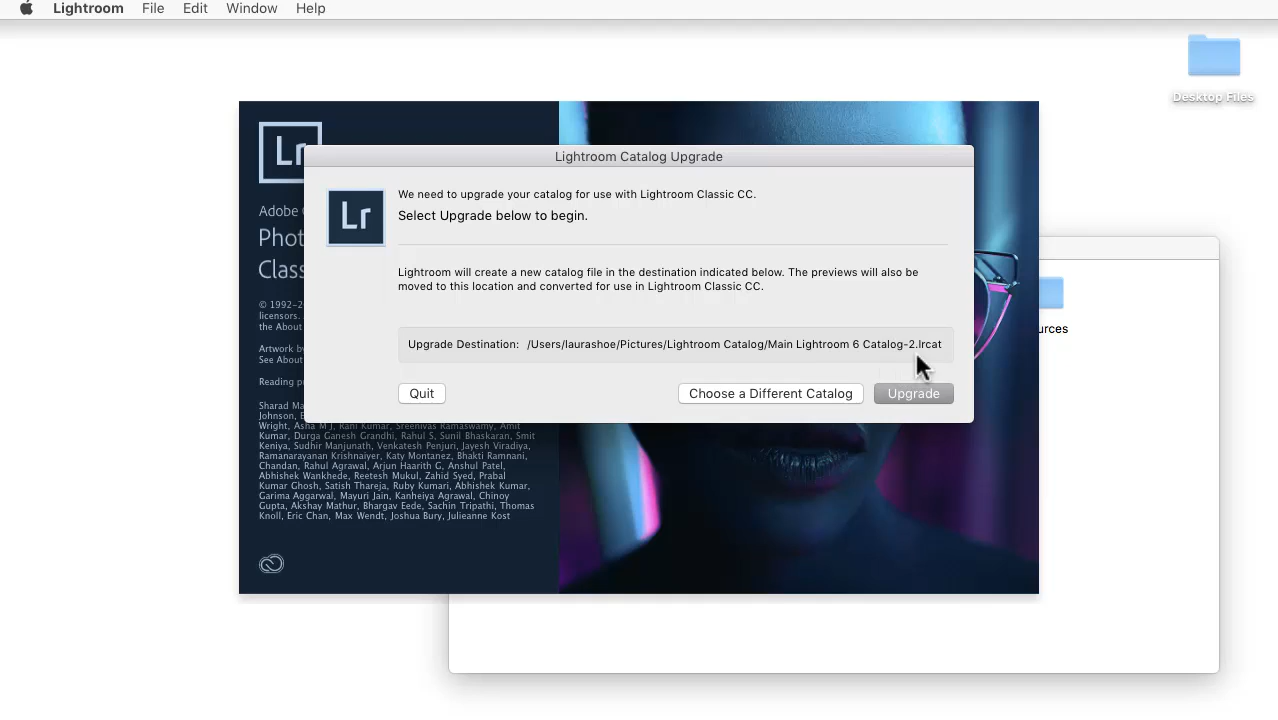 Lightroom File Edit Window Help
Desktop Files
Lr
Lightroom Catalog Upgrade
Lr
We need to upgrade your catalog for use with Lightroom Classic CC.
Select Upgrade below to begin.
Lightroom will create a new catalog file in the destination indicated below. The previews will also be
moved to this location and converted for use in Lightroom Classic CC.
Upgrade Destination: /Users/laurashoe/Pictures/Lightroom Catalog/Main Lightroom 6 Catalog-2.lrcat
Quit Choose a Different Catalog Upgrade
Adobe
Phot
Class
© 1992-2
licensors.
the About
Artwork by
See About
Reading p
Sharad Ma
Johnson, E
Wright, Asha M J, Rani Kumar, Sreenivas Ramaswamy, Amit
Kumar, Durga Ganesh Grandhi, Rahul S, Sunil Bhaskaran, Smit
Keniya, Sudhir Manjunath, Venkatesh Penjuri, Jayesh Viradiya,
Ramanarayanan Krishnaiyer, Katy Montanez, Bhakti Ramnani,
Chandan, Rahul Agrawal, Arjun Haarith G, Anshul Patel,
Abhishek Wankhede, Reetesh Mukul, Zahid Syed, Prabal
Kumar Ghosh, Satish Thareja, Ruby Kumari, Abhishek Kumar,
Garima Aggarwal, Mayuri Jain, Kanheiya Agrawal, Chinoy
Gupta, Akshay Mathur, Bhargav Eede, Sachin Tripathi, Thomas
Knoll, Eric Chan, Max Wendt, Joshua Bury, Julieanne Kost
urces